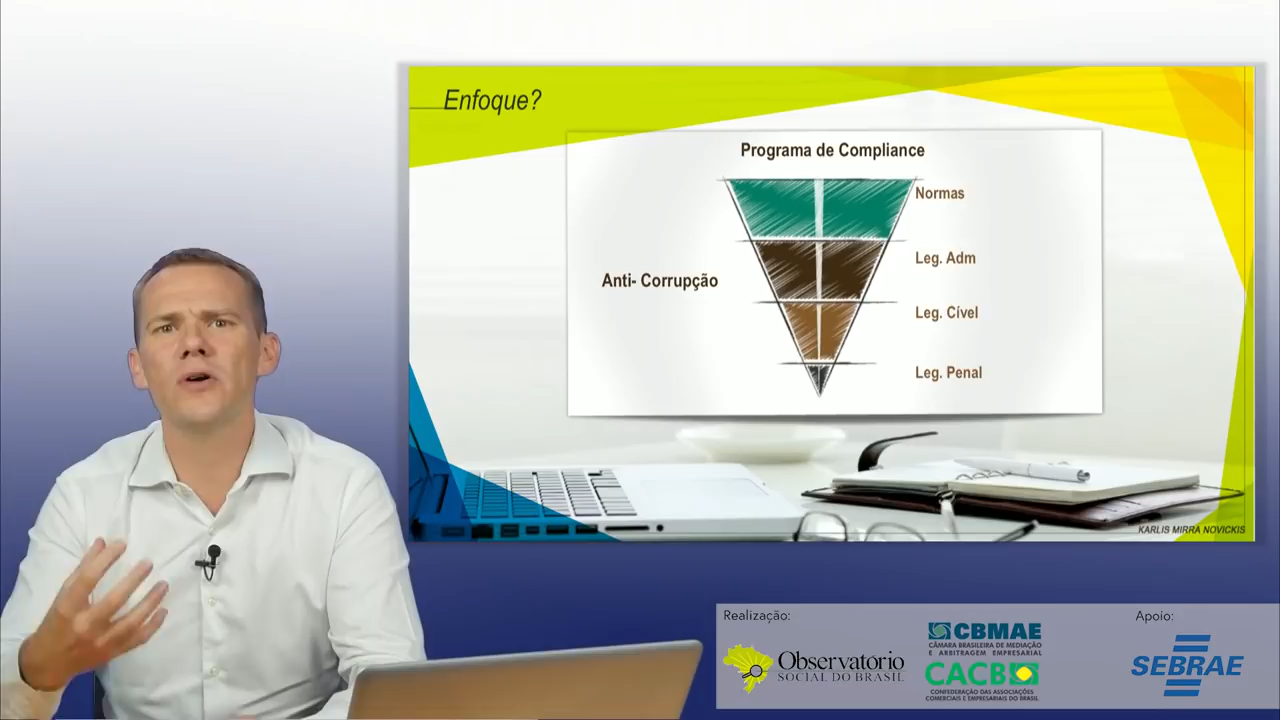 Enfoque?
Programa de Compliance
Normas
Leg. Adm
Anti- Corrupção
Leg. Cível
Leg. Penal
KARLIS MIRRA NOVICKIS
Realização:
Apoio:
Observatório
SOCIAL DO BRASIL
CBMAE
CÂMARA BRASILEIRA DE MEDIAÇÃO
E ARBITRAGEM EMPRESARIAL
CACB
CONFEDERAÇÃO DAS ASSOCIAÇÕES
COMERCIAIS E EMPRESARIAIS DO BRASIL
SEBRAE